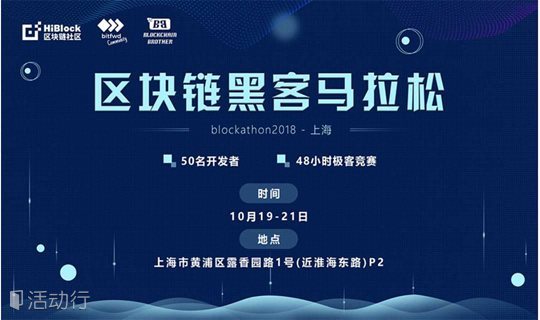 HiBlock
区块链社区
bitfwd
Community
BLOCKCHAIN
BROTHER
区块链黑客马拉松
blockathon2018 - 上海
50名开发者
48小时极客竞赛
时间
10月19-21日
地点
上海市黄浦区露香园路1号(近淮海东路)P2
活动行